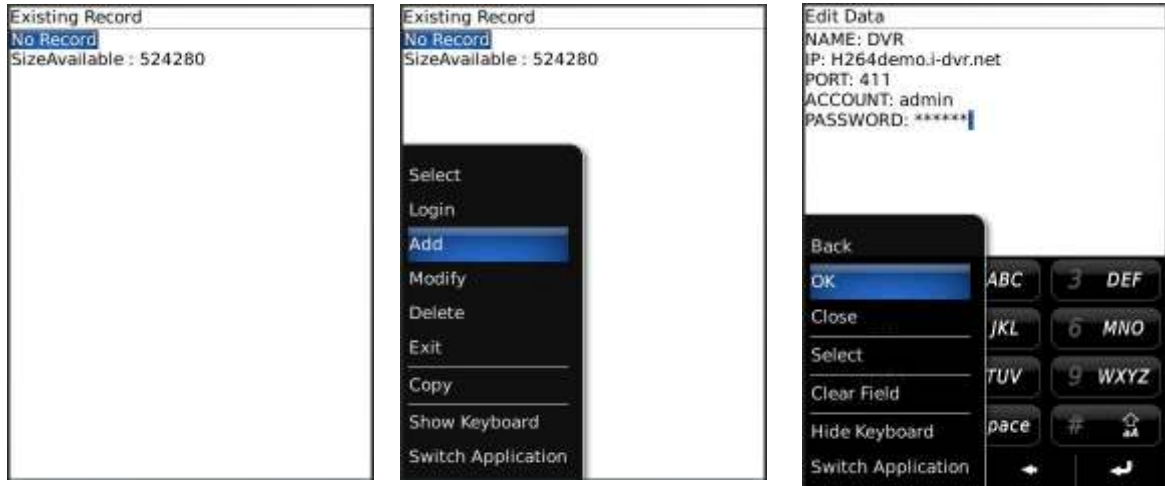 Existing Record
No Record
SizeAvailable : 524280
Existing Record
No Record
SizeAvailable : 524280
Select
Login
Add
Modify
Delete
Exit
Copy
Show Keyboard
Switch Application
Edit Data
NAME: DVR
IP: H264demo.i-dvr.net
PORT: 411
ACCOUNT: admin
PASSWORD: ******
Back
OK
Close
Select
Clear Field
Hide Keyboard
Switch Application
ABC
3 DEF
JKL
6 MNO
TUV
9 WXYZ
pace
# aA